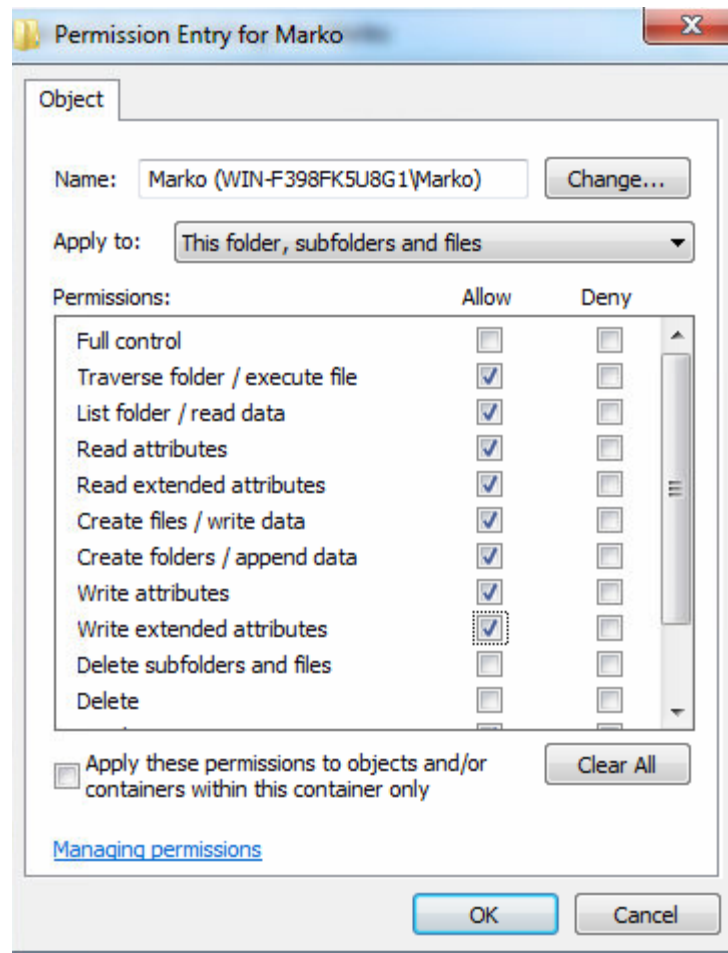 Permission Entry for Marko
Object
Name: Marko (WIN-F398FK5U8G1\Marko) Change...
Apply to: This folder, subfolders and files
Permissions: Allow Deny
Full control
Traverse folder / execute file
List folder / read data
Read attributes
Read extended attributes
Create files / write data
Create folders / append data
Write attributes
Write extended attributes
Delete subfolders and files
Delete
Apply these permissions to objects and/or Clear All
containers within this container only
Managing permissions
OK Cancel